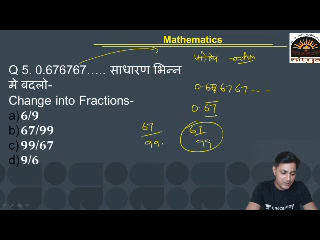 Mathematics
Q 5. 0.676767..... साधारण भिन्न
मे बदलो-
Change into Fractions-
a) 6/9
b) 67/99
c) 99/67
d) 9/6
0.676767...
0.67
67
99
67
99